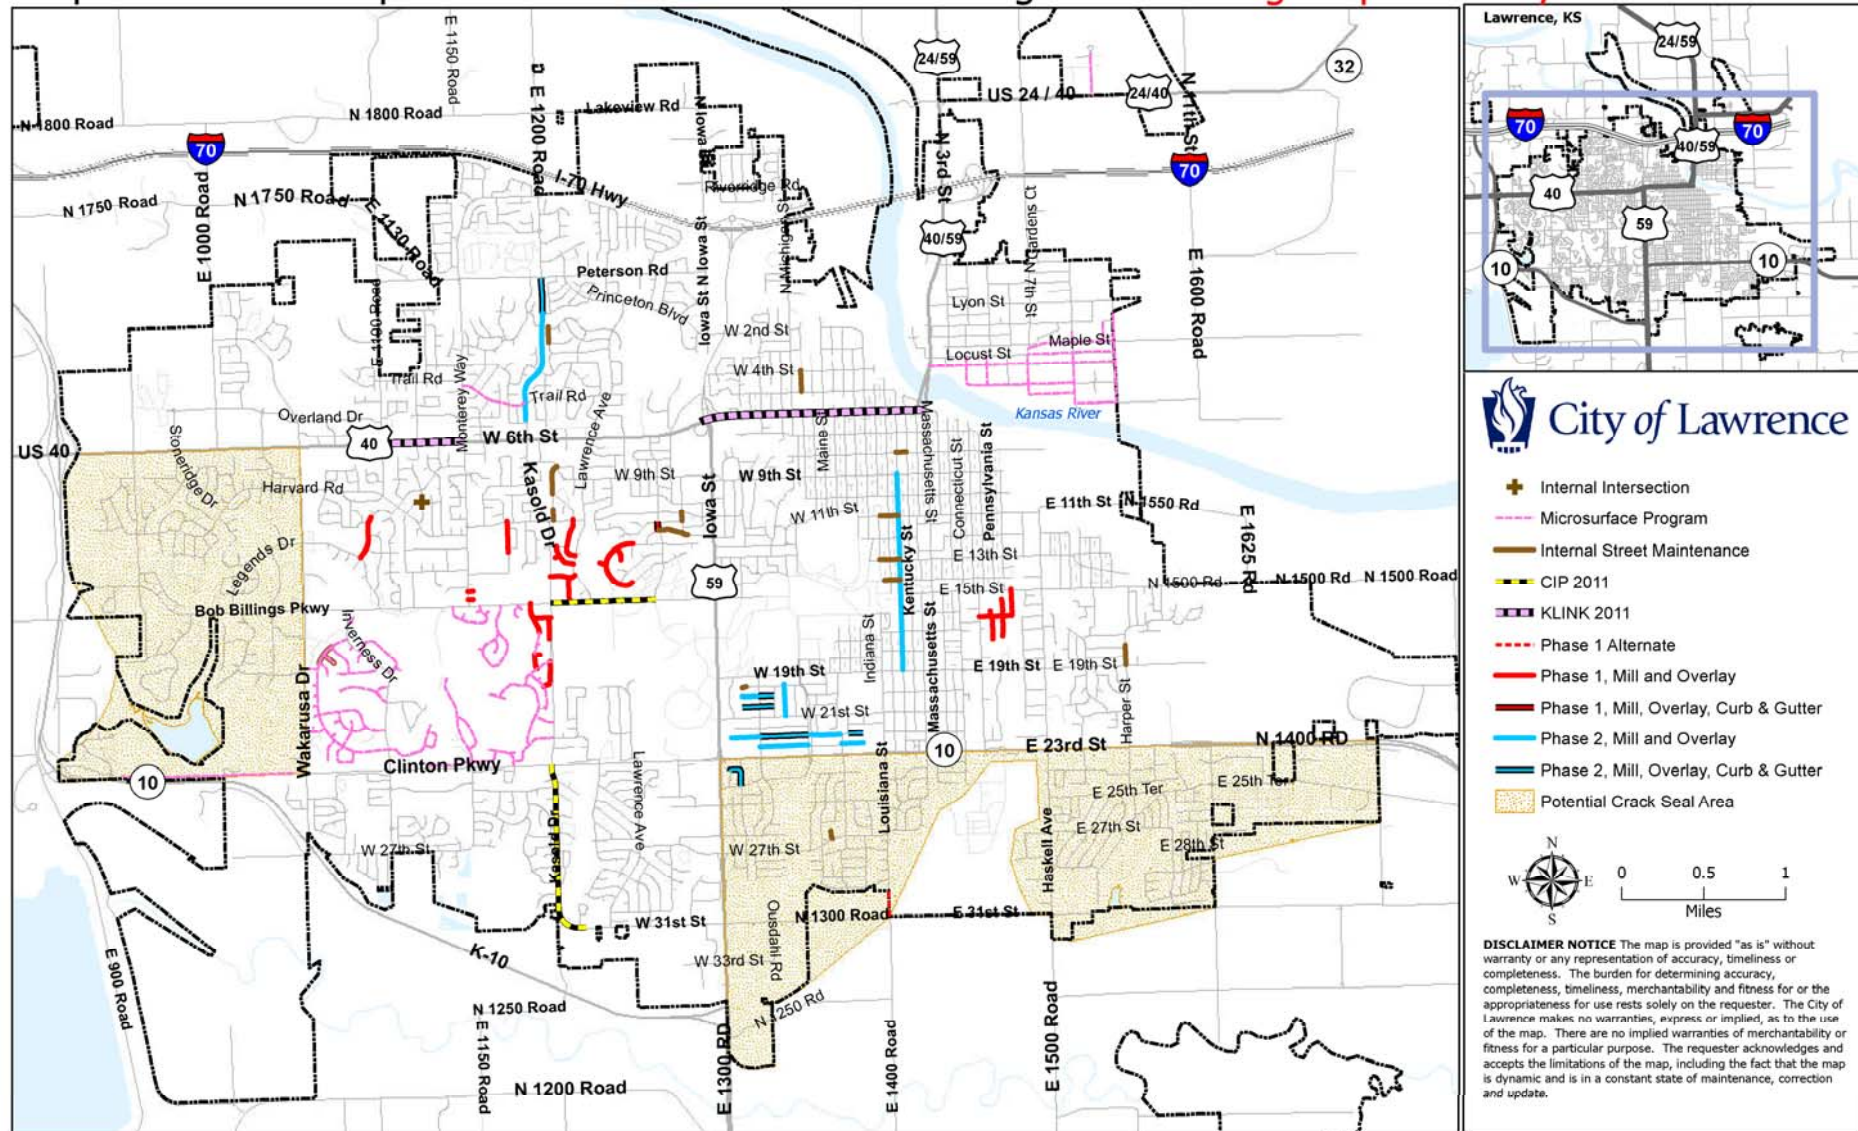 E 1150 Road
24/59
32
US 24 / 40
24/40
N 11th St
N 1800 Road
N 1800 Road
E 1200 Road
Lakeview Rd
N Iowa
70
N 3rd St
70
I-70 Hwy
Riverridge Rd
N 1750 Road
N 1750 Road
E 1000 Road
E 1130 Road
N Michigan St
40/59
N 7th St
Gardens Ct
E 1600 Road
Peterson Rd
Princeton Blvd
Iowa St N Iowa St
E 1100 Road
Lyon St
W 2nd St
Maple St
Locust St
W 4th St
Trail Rd
Monterey Way
Trail Rd
Lawrence Ave
Kansas River
Overland Dr
40
W 6th St
US 40
Maine St
Massachusetts St
Connecticut St
Pennsylvania St
Stoneridge Dr
Kasold Dr
W 9th St
W 9th St
Harvard Rd
Iowa St
W 11th St
E 11th St
N 1550 Rd
E 1625 Rd
Kentucky St
E 13th St
Legends Dr
59
E 15th St
N 1500 Rd
N 1500 Rd
N 1500 Road
Bob Billings Pkwy
Inverness Dr
Indiana St
Massachusetts St
W 19th St
E 19th St
E 19th St
Wakarusa Dr
W 21st St
Harper St
10
E 23rd St
N 1400 RD
Clinton Pkwy
10
Lawrence Ave
Louisiana St
E 25th Ter
E 25th Ter
Kasold Dr
W 27th St
W 27th St
E 27th St
E 28th St
Haskell Ave
W 31st St
N 1300 Road
E 31st St
Ousdahl Rd
K-10
W 33rd St
E 900 Road
N 1250 Road
N 1250 Rd
E 1150 Road
E 1300 RD
E 1400 Road
E 1500 Road
N 1200 Road
Lawrence, KS
24/59
70
70
40/59
40
59
10
10
City of Lawrence
Internal Intersection
Microsurface Program
Internal Street Maintenance
CIP 2011
KLINK 2011
Phase 1 Alternate
Phase 1, Mill and Overlay
Phase 1, Mill, Overlay, Curb & Gutter
Phase 2, Mill and Overlay
Phase 2, Mill, Overlay, Curb & Gutter
Potential Crack Seal Area
N
W E
S
0 0.5 1
Miles
DISCLAIMER NOTICE The map is provided "as is" without
warranty or any representation of accuracy, timeliness or
completeness. The burden for determining accuracy,
completeness, timeliness, merchantability and fitness for or the
appropriateness for use rests solely on the requester. The City of
Lawrence makes no warranties, express or implied, as to the use
of the map. There are no implied warranties of merchantability or
fitness for a particular purpose. The requester acknowledges and
accepts the limitations of the map, including the fact that the map
is dynamic and is in a constant state of maintenance, correction
and update.